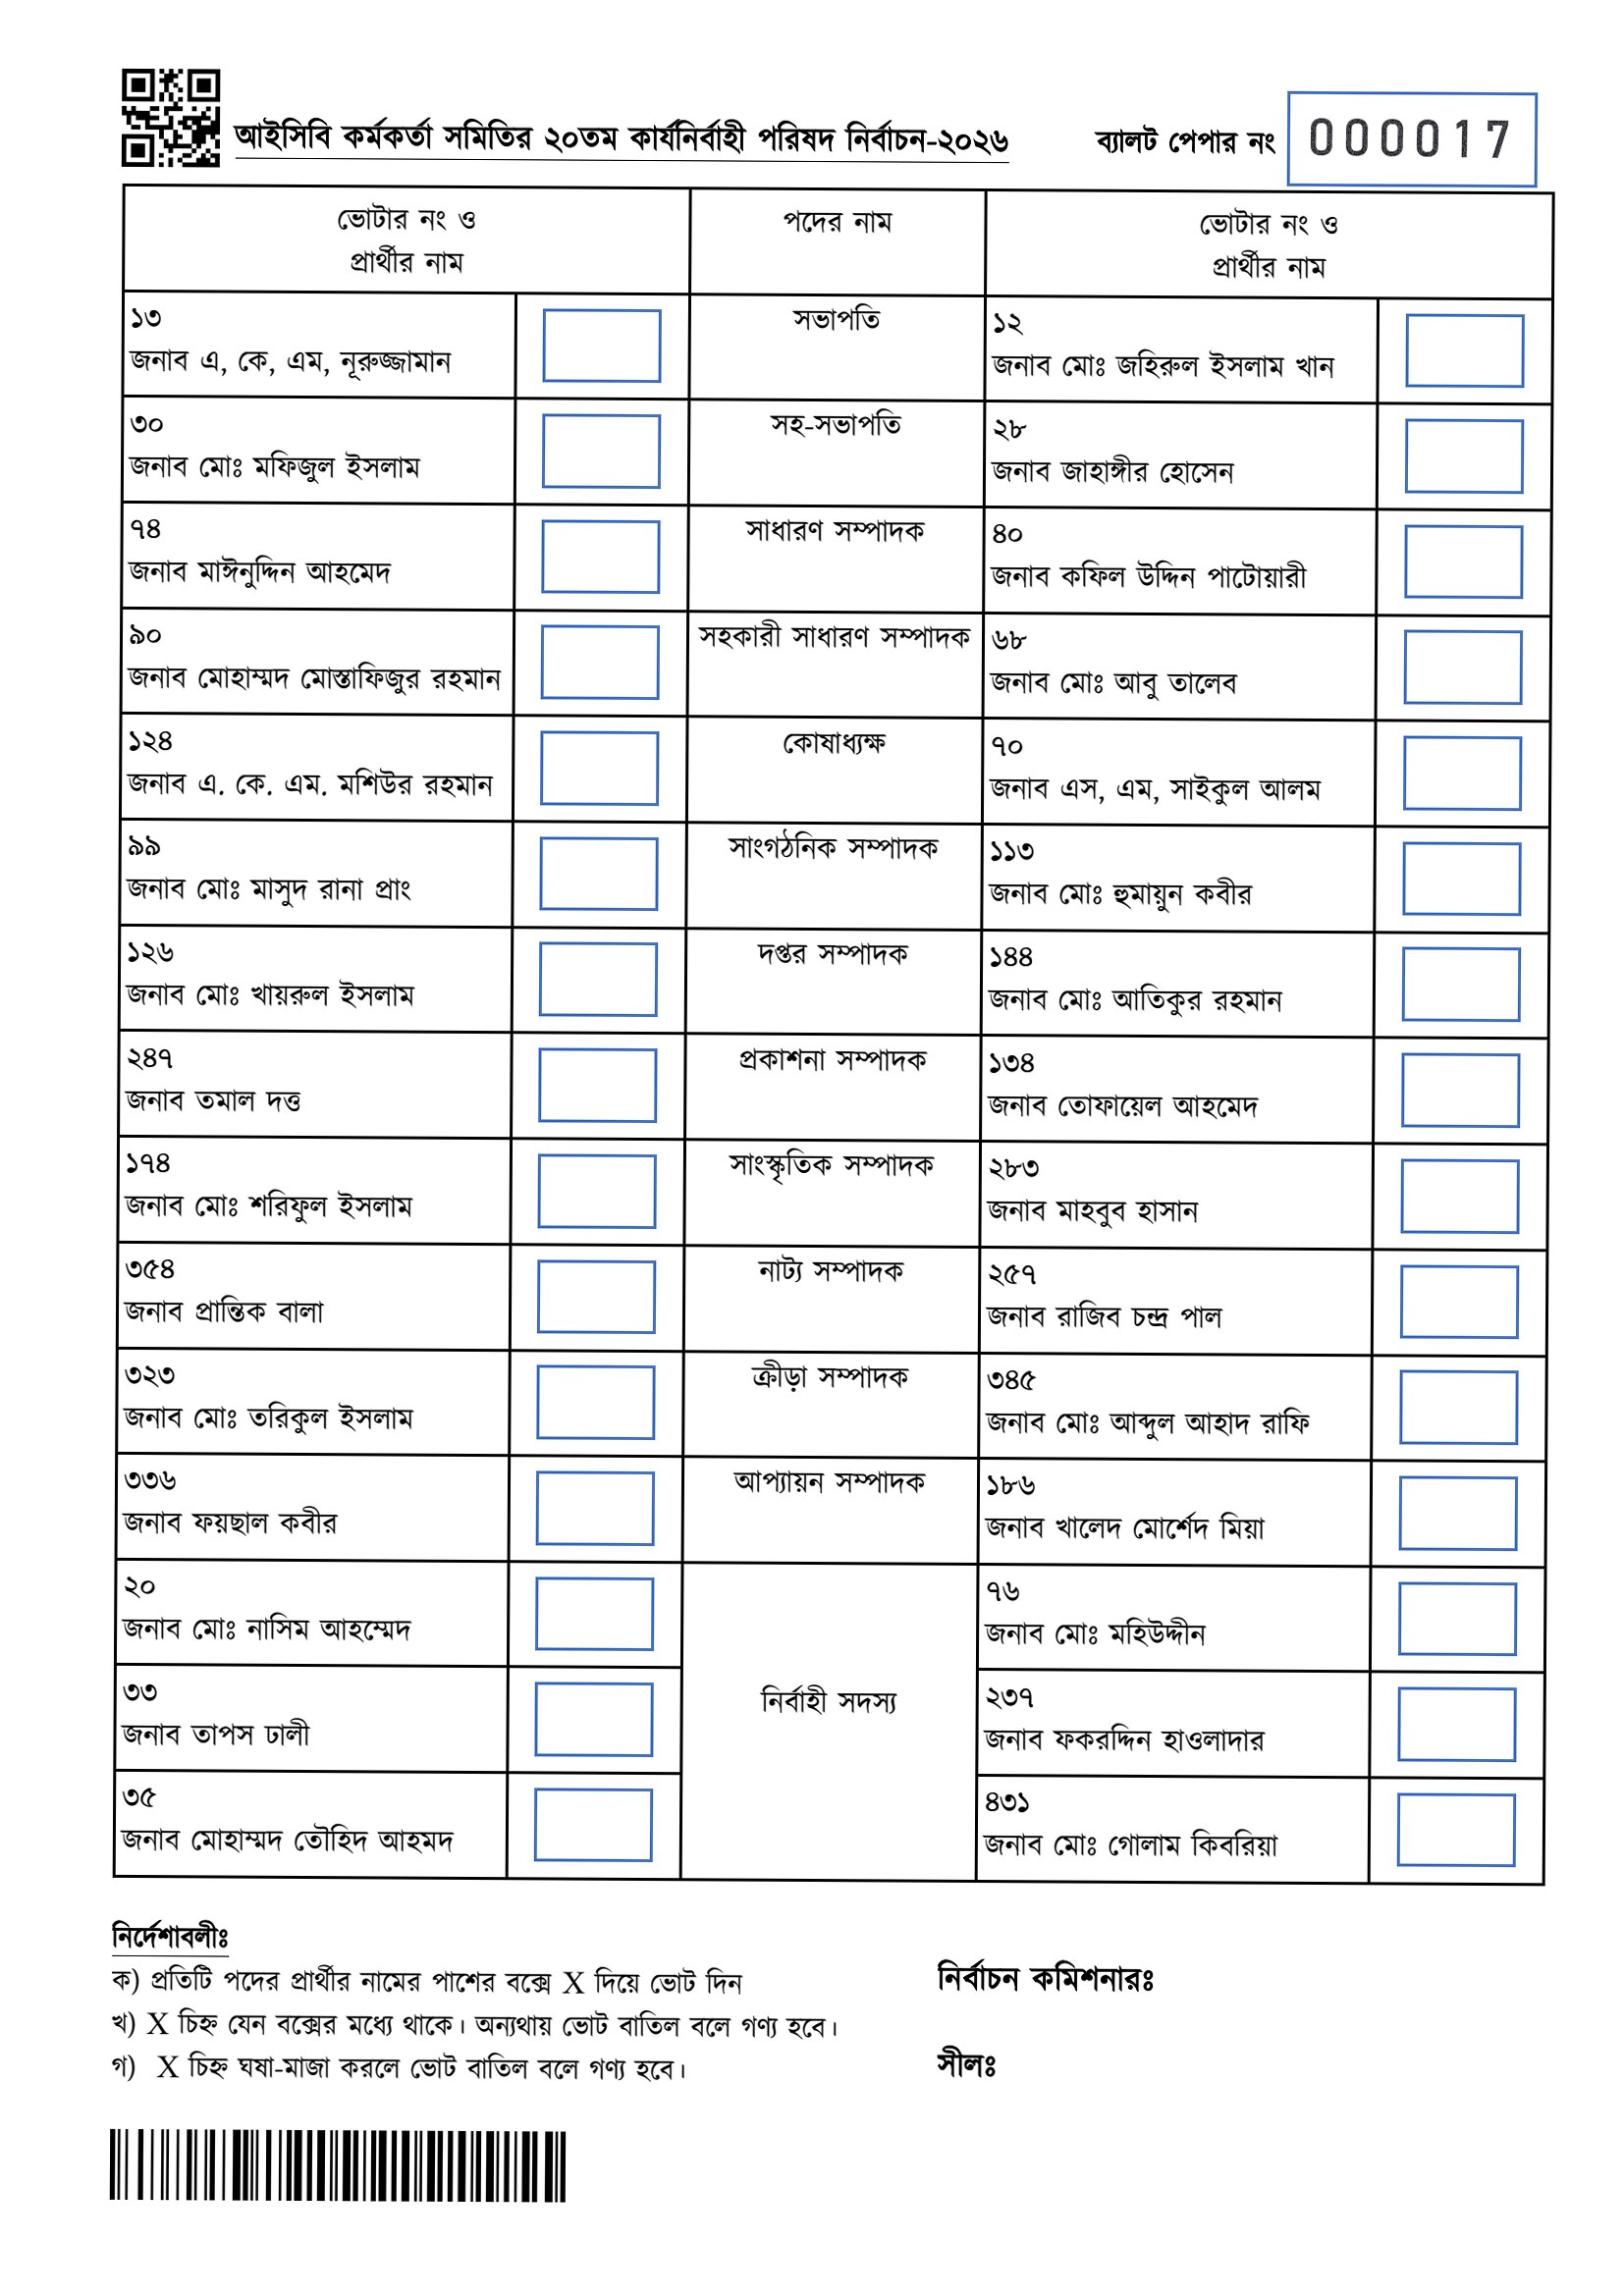 আইসিবি কর্মকর্তা সমিতির ২০তম কার্যনির্বাহী পরিষদ নির্বাচন-২০২৬ ব্যালট পেপার নং 000017
ভোটার নং ও
প্রার্থীর নাম
পদের নাম
ভোটার নং ও
প্রার্থীর নাম
১৩
জনাব এ, কে, এম, নূরুজ্জামান
সভাপতি
১২
জনাব মোঃ জহিরুল ইসলাম খান
৩০
জনাব মোঃ মফিজুল ইসলাম
সহ-সভাপতি
২৮
জনাব জাহাঙ্গীর হোসেন
৭৪
জনাব মাঈনুদ্দিন আহমেদ
সাধারণ সম্পাদক
৪০
জনাব কফিল উদ্দিন পাটোয়ারী
৯০
জনাব মোহাম্মদ মোস্তাফিজুর রহমান
সহকারী সাধারণ সম্পাদক
৬৮
জনাব মোঃ আবু তালেব
১২৪
জনাব এ. কে. এম. মশিউর রহমান
কোষাধ্যক্ষ
৭০
জনাব এস, এম, সাইকুল আলম
৯৯
জনাব মোঃ মাসুদ রানা প্রাং
সাংগঠনিক সম্পাদক
১১৩
জনাব মোঃ হুমায়ুন কবীর
১২৬
জনাব মোঃ খায়রুল ইসলাম
দপ্তর সম্পাদক
১৪৪
জনাব মোঃ আতিকুর রহমান
২৪৭
জনাব তমাল দত্ত
প্রকাশনা সম্পাদক
১৩৪
জনাব তোফায়েল আহমেদ
১৭৪
জনাব মোঃ শরিফুল ইসলাম
সাংস্কৃতিক সম্পাদক
২৮৩
জনাব মাহবুব হাসান
৩৫৪
জনাব প্রান্তিক বালা
নাট্য সম্পাদক
২৫৭
জনাব রাজিব চন্দ্র পাল
৩২৩
জনাব মোঃ তরিকুল ইসলাম
ক্রীড়া সম্পাদক
৩৪৫
জনাব মোঃ আব্দুল আহাদ রাফি
৩৩৬
জনাব ফয়ছাল কবীর
আপ্যায়ন সম্পাদক
১৮৬
জনাব খালেদ মোর্শেদ মিয়া
২০
জনাব মোঃ নাসিম আহম্মেদ
৭৬
জনাব মোঃ মহিউদ্দীন
৩৩
জনাব তাপস ঢালী
নির্বাহী সদস্য
২৩৭
জনাব ফকরদ্দিন হাওলাদার
৩৫
জনাব মোহাম্মদ তৌহিদ আহমদ
৪৩১
জনাব মোঃ গোলাম কিবরিয়া
নির্দেশাবলীঃ
ক) প্রতিটি পদের প্রার্থীর নামের পাশের বক্সে X দিয়ে ভোট দিন
খ) X চিহ্ন যেন বক্সের মধ্যে থাকে। অন্যথায় ভোট বাতিল বলে গণ্য হবে।
গ) X চিহ্ন ঘষা-মাজা করলে ভোট বাতিল বলে গণ্য হবে।
নির্বাচন কমিশনারঃ
সীলঃ